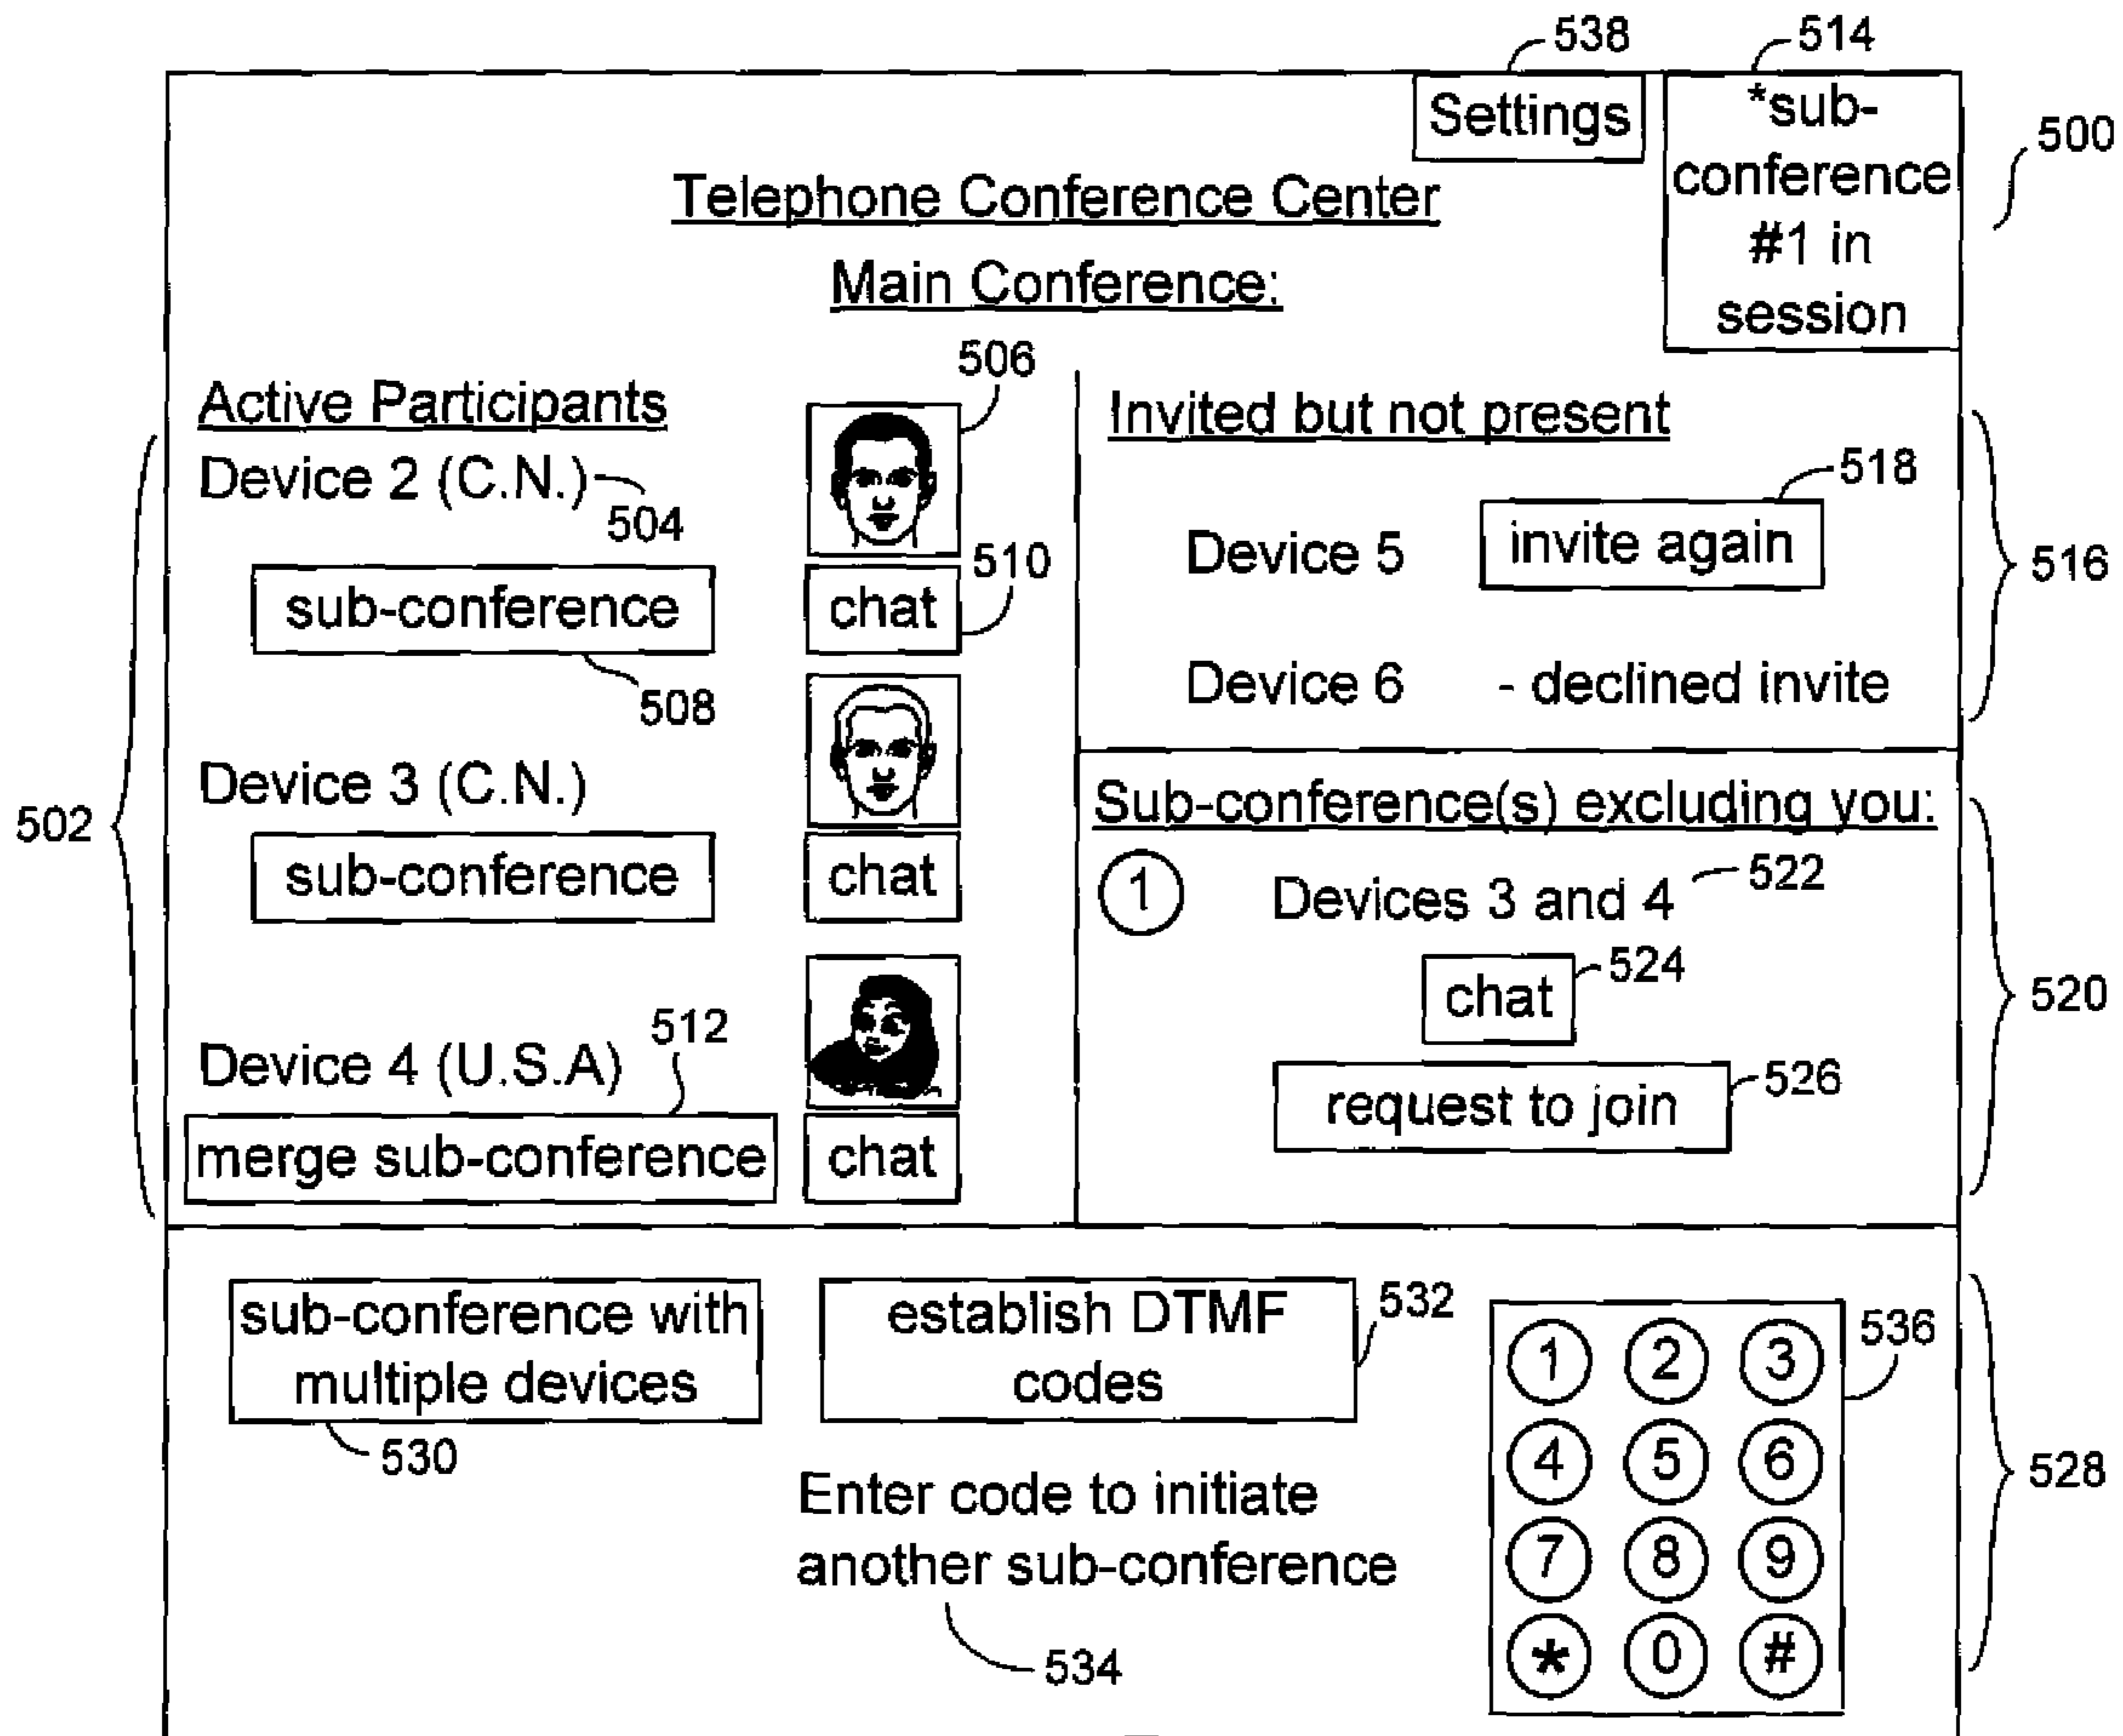 538
514
Settings
*sub-
conference
#1 in
session
500
Telephone Conference Center
Main Conference:
506
Active Participants
Device 2 (C.N.)
504
510
sub-conference
chat
508
Device 3 (C.N.)
sub-conference
chat
502
Device 4 (U.S.A)
512
merge sub-conference
chat
Invited but not present
518
Device 5
invite again
516
Device 6 - declined invite
Sub-conference(s) excluding you:
1
Devices 3 and 4
522
chat
524
520
request to join
526
sub-conference with
multiple devices
530
establish DTMF
codes
532
Enter code to initiate
another sub-conference
534
1 2 3
4 5 6
7 8 9
* 0 #
536
528